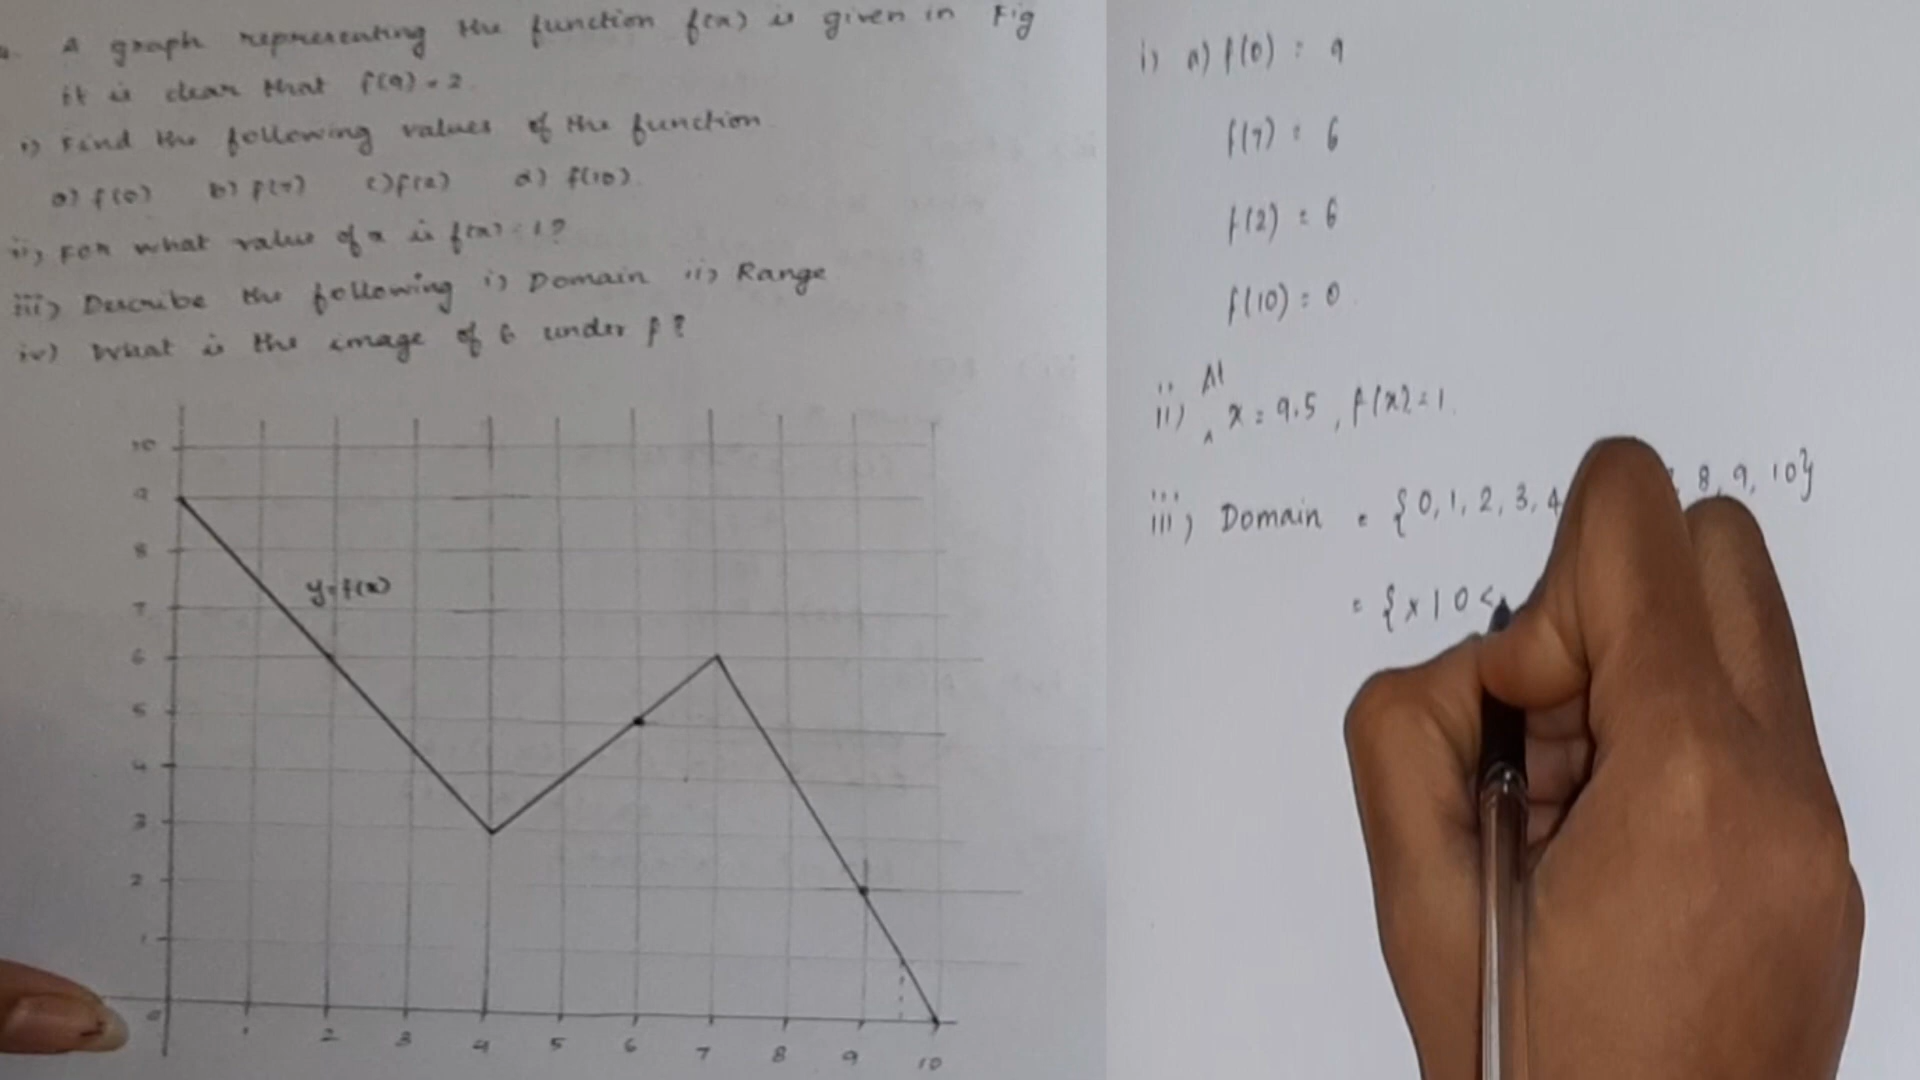 4. A graph representing the function f(x) is given in Fig
it is clear that f(9) = 2.
i) Find the following values of the function
a) f(0) b) f(7) c) f(2) d) f(10).
ii) For what value of x is f(x) = 1?
iii) Describe the following i) Domain ii) Range
iv) What is the image of 6 under f?
10
9
8
y=f(x)
7
6
5
4
3
2
1
0
1 2 3 4 5 6 7 8 9 10
i) a) f(0) = 9
f(7) = 6
f(2) = 6
f(10) = 0.
ii) At x = 9.5, f(x) = 1.
iii) Domain = {0, 1, 2, 3, 4 8, 9, 10}
= {x | 0 <